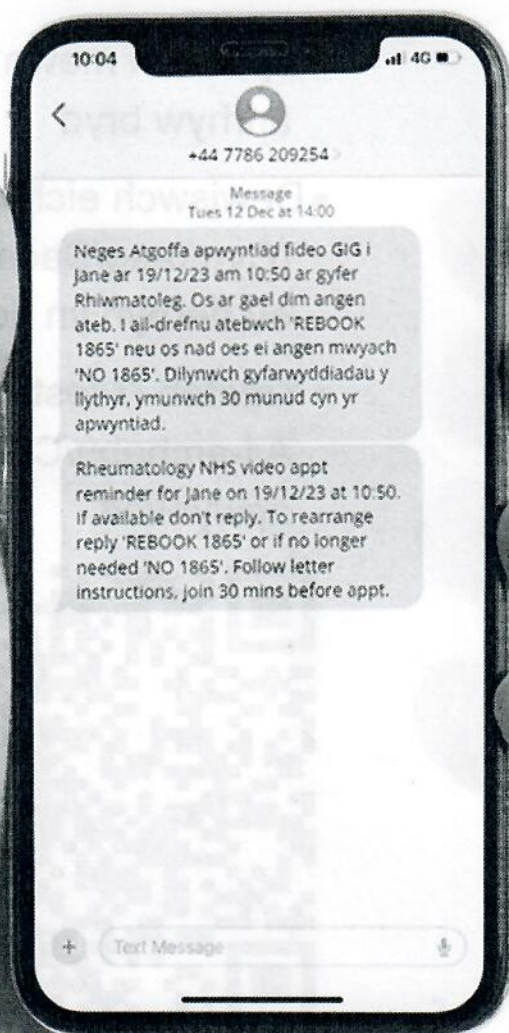 10:04
4G
+44 7786 209254
Message
Tues 12 Dec at 14:00
Neges Atgoffa apwyntiad fideo GIG i
Jane ar 19/12/23 am 10:50 ar gyfer
Rhiwmatoleg. Os ar gael dim angen
ateb. I ail-drefnu atebwch 'REBOOK
1865' neu os nad oes ei angen mwyach
'NO 1865'. Dilynwch gyfarwyddiadau y
llythyr, ymunwch 30 munud cyn yr
apwyntiad.
Rheumatology NHS video appt
reminder for Jane on 19/12/23 at 10:50.
If available don't reply. To rearrange
reply 'REBOOK 1865' or if no longer
needed 'NO 1865'. Follow letter
instructions, join 30 mins before appt.
Text Message